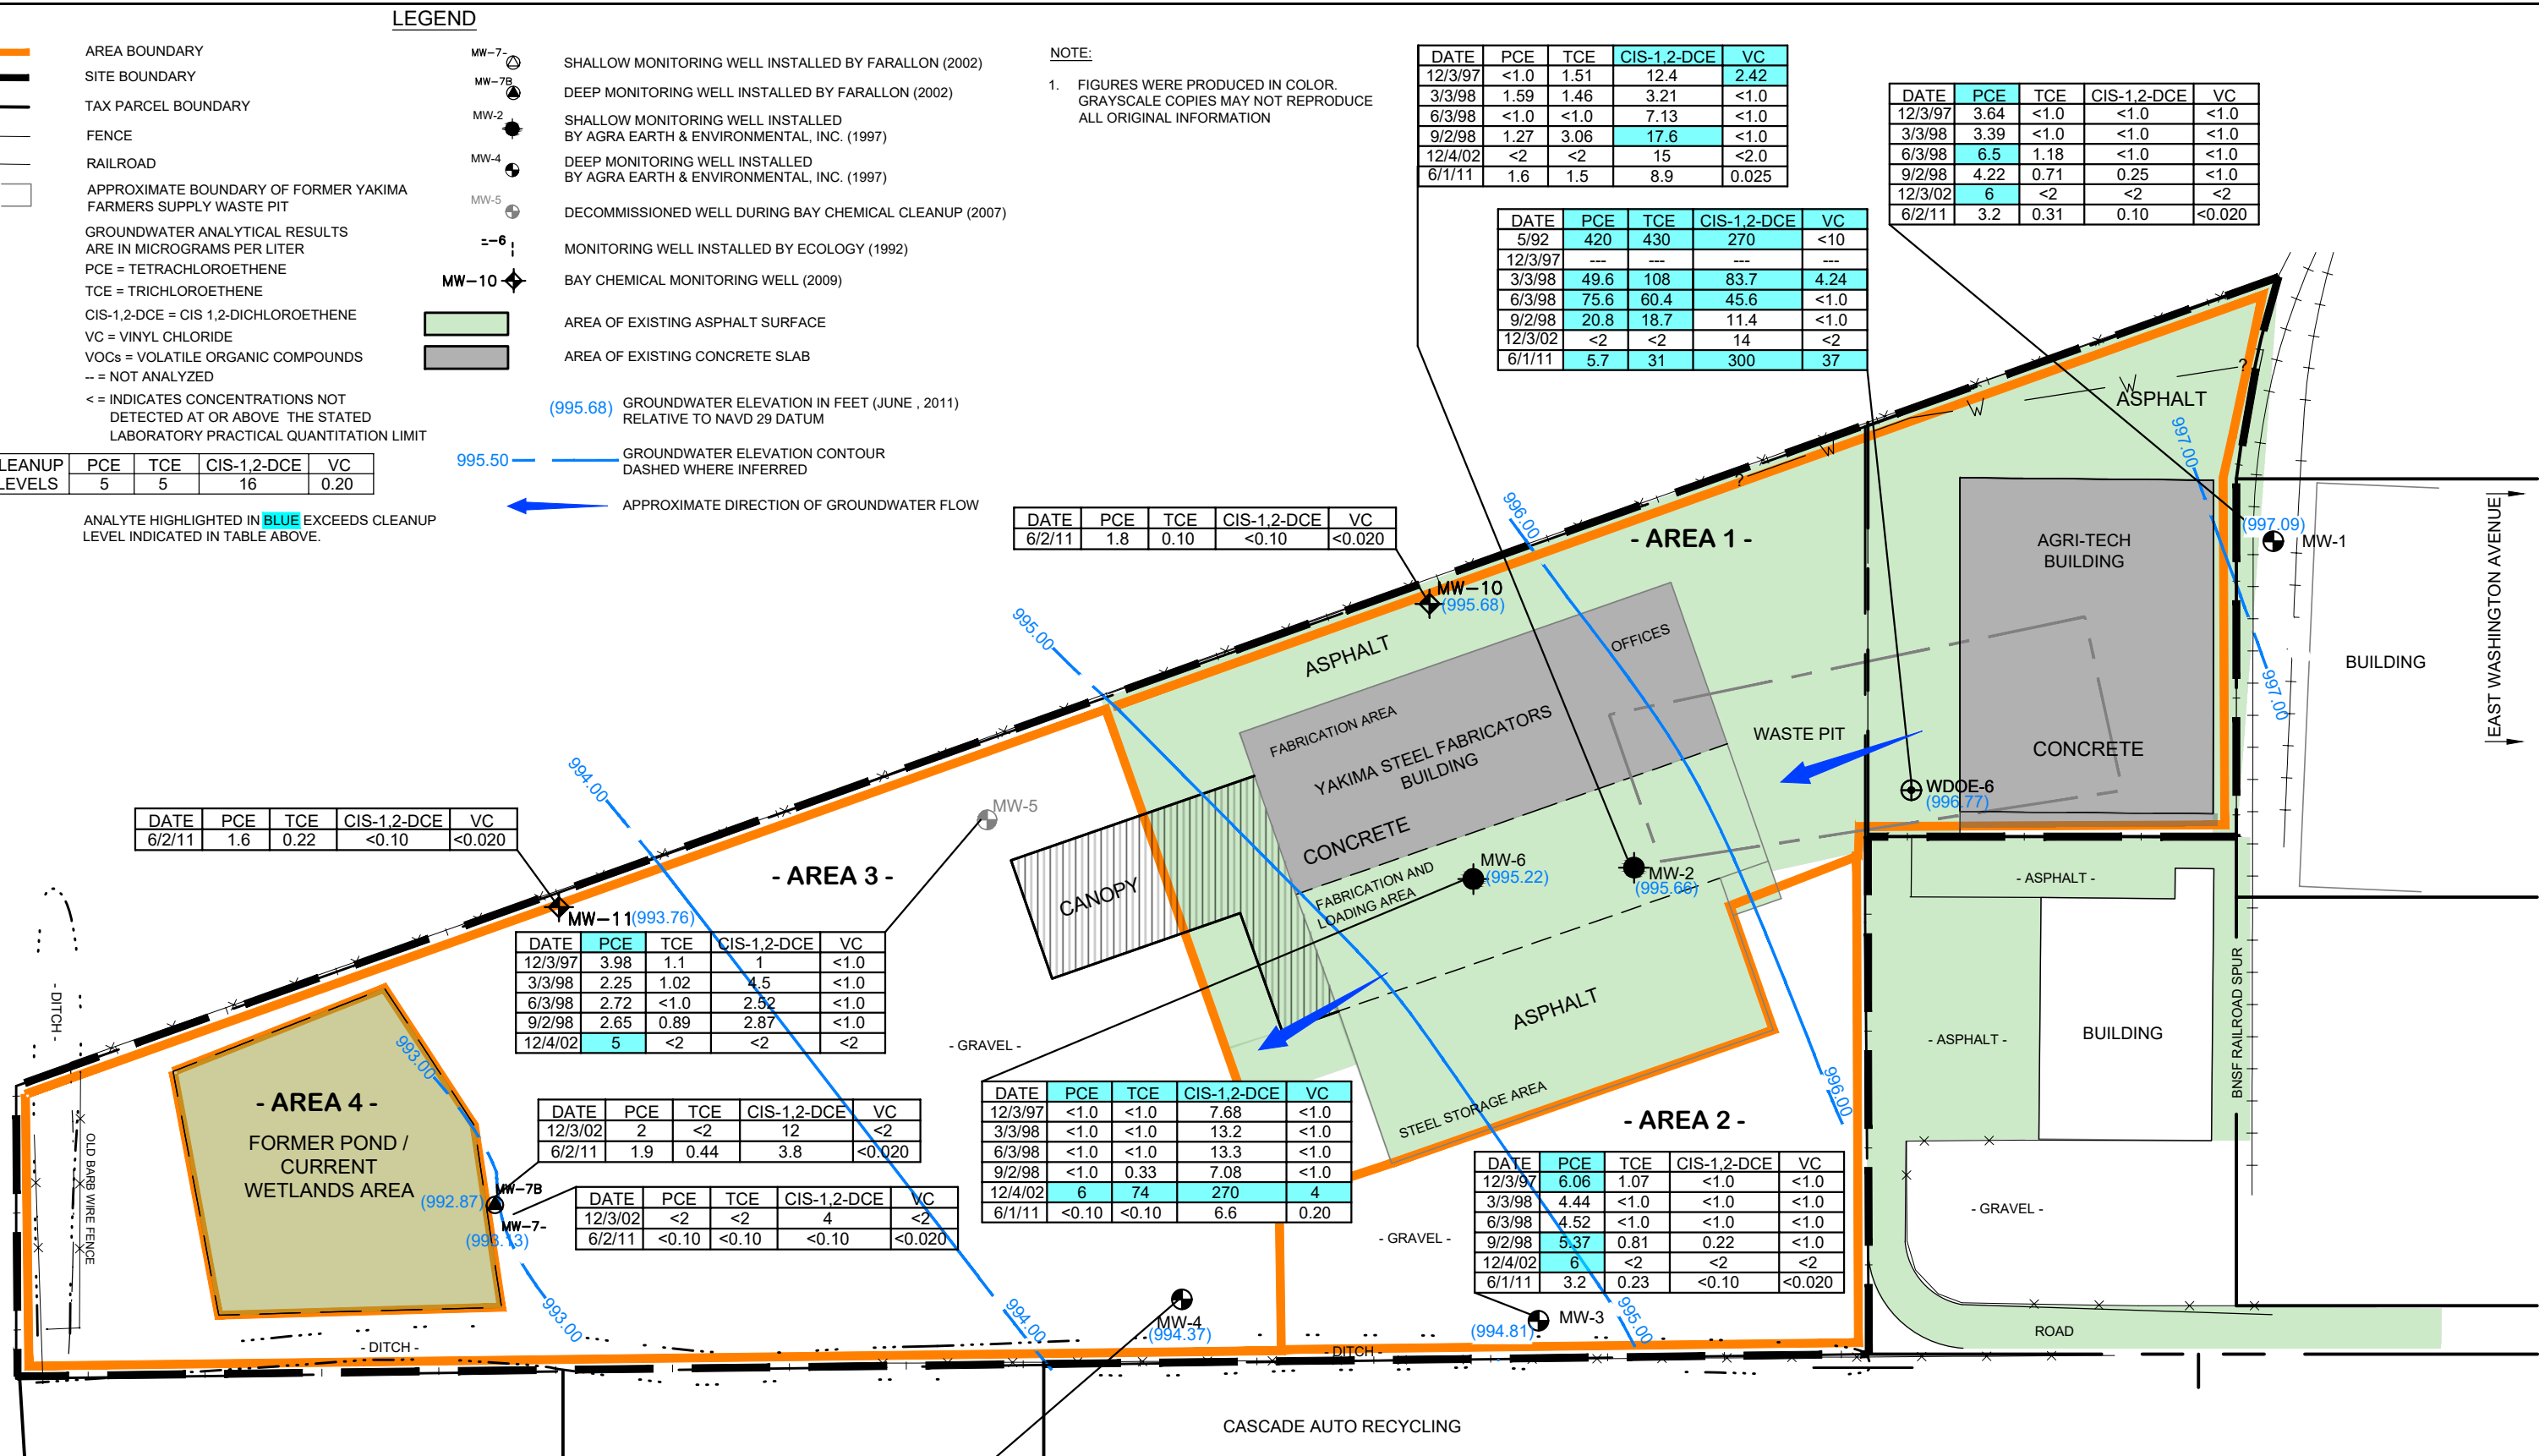 LEGEND
AREA BOUNDARY
SITE BOUNDARY
TAX PARCEL BOUNDARY
FENCE
RAILROAD
APPROXIMATE BOUNDARY OF FORMER YAKIMA
FARMERS SUPPLY WASTE PIT
GROUNDWATER ANALYTICAL RESULTS
ARE IN MICROGRAMS PER LITER
PCE = TETRACHLOROETHENE
TCE = TRICHLOROETHENE
CIS-1,2-DCE = CIS 1,2-DICHLOROETHENE
VC = VINYL CHLORIDE
VOCs = VOLATILE ORGANIC COMPOUNDS
-- = NOT ANALYZED
< = INDICATES CONCENTRATIONS NOT
DETECTED AT OR ABOVE THE STATED
LABORATORY PRACTICAL QUANTITATION LIMIT
LEANUP PCE TCE CIS-1,2-DCE VC
LEVELS 5 5 16 0.20
ANALYTE HIGHLIGHTED IN BLUE EXCEEDS CLEANUP
LEVEL INDICATED IN TABLE ABOVE.
MW-7- SHALLOW MONITORING WELL INSTALLED BY FARALLON (2002)
MW-7B DEEP MONITORING WELL INSTALLED BY FARALLON (2002)
MW-2 SHALLOW MONITORING WELL INSTALLED
BY AGRA EARTH & ENVIRONMENTAL, INC. (1997)
MW-4 DEEP MONITORING WELL INSTALLED
BY AGRA EARTH & ENVIRONMENTAL, INC. (1997)
MW-5 DECOMMISSIONED WELL DURING BAY CHEMICAL CLEANUP (2007)
-6 MONITORING WELL INSTALLED BY ECOLOGY (1992)
MW-10 BAY CHEMICAL MONITORING WELL (2009)
AREA OF EXISTING ASPHALT SURFACE
AREA OF EXISTING CONCRETE SLAB
(995.68) GROUNDWATER ELEVATION IN FEET (JUNE , 2011)
RELATIVE TO NAVD 29 DATUM
995.50 GROUNDWATER ELEVATION CONTOUR
DASHED WHERE INFERRED
APPROXIMATE DIRECTION OF GROUNDWATER FLOW
NOTE:
1. FIGURES WERE PRODUCED IN COLOR.
GRAYSCALE COPIES MAY NOT REPRODUCE
ALL ORIGINAL INFORMATION
DATE PCE TCE CIS-1,2-DCE VC
12/3/97 <1.0 1.51 12.4 2.42
3/3/98 1.59 1.46 3.21 <1.0
6/3/98 <1.0 <1.0 7.13 <1.0
9/2/98 1.27 3.06 17.6 <1.0
12/4/02 <2 <2 15 <2.0
6/1/11 1.6 1.5 8.9 0.025
DATE PCE TCE CIS-1,2-DCE VC
12/3/97 3.64 <1.0 <1.0 <1.0
3/3/98 3.39 <1.0 <1.0 <1.0
6/3/98 6.5 1.18 <1.0 <1.0
9/2/98 4.22 0.71 0.25 <1.0
12/3/02 6 <2 <2 <2
6/2/11 3.2 0.31 0.10 <0.020
DATE PCE TCE CIS-1,2-DCE VC
5/92 420 430 270 <10
12/3/97 --- --- --- ---
3/3/98 49.6 108 83.7 4.24
6/3/98 75.6 60.4 45.6 <1.0
9/2/98 20.8 18.7 11.4 <1.0
12/3/02 <2 <2 14 <2
6/1/11 5.7 31 300 37
DATE PCE TCE CIS-1,2-DCE VC
6/2/11 1.8 0.10 <0.10 <0.020
?
W
W
W
?
ASPHALT
997.00
996.00
- AREA 1 -
AGRI-TECH
BUILDING
(997.09)
MW-1
EAST WASHINGTON AVENUE
BUILDING
997.00
CONCRETE
MW-10
(995.68)
995.00
ASPHALT
OFFICES
FABRICATION AREA
YAKIMA STEEL FABRICATORS
BUILDING
CONCRETE
WASTE PIT
WDOE-6
(996.77)
994.00
MW-5
- AREA 3 -
CANOPY
FABRICATION AND
LOADING AREA
MW-6
(995.22)
MW-2
(995.66)
- ASPHALT -
DATE PCE TCE CIS-1,2-DCE VC
6/2/11 1.6 0.22 <0.10 <0.020
MW-11 (993.76)
DATE PCE TCE CIS-1,2-DCE VC
12/3/97 3.98 1.1 1 <1.0
3/3/98 2.25 1.02 4.5 <1.0
6/3/98 2.72 <1.0 2.52 <1.0
9/2/98 2.65 0.89 2.87 <1.0
12/4/02 5 <2 <2 <2
- DITCH -
993.00
- GRAVEL -
ASPHALT
STEEL STORAGE AREA
- AREA 2 -
996.00
- ASPHALT -
BUILDING
BNSF RAILROAD SPUR
- AREA 4 -
FORMER POND /
CURRENT
WETLANDS AREA
OLD BARB WIRE FENCE
DATE PCE TCE CIS-1,2-DCE VC
12/3/02 2 <2 12 <2
6/2/11 1.9 0.44 3.8 <0.020
(992.87)
MW-7B
MW-7-
(993.13)
DATE PCE TCE CIS-1,2-DCE VC
12/3/02 <2 <2 4 <2
6/2/11 <0.10 <0.10 <0.10 <0.020
DATE PCE TCE CIS-1,2-DCE VC
12/3/97 <1.0 <1.0 7.68 <1.0
3/3/98 <1.0 <1.0 13.2 <1.0
6/3/98 <1.0 <1.0 13.3 <1.0
9/2/98 <1.0 0.33 7.08 <1.0
12/4/02 6 74 270 4
6/1/11 <0.10 <0.10 6.6 0.20
DATE PCE TCE CIS-1,2-DCE VC
12/3/97 6.06 1.07 <1.0 <1.0
3/3/98 4.44 <1.0 <1.0 <1.0
6/3/98 4.52 <1.0 <1.0 <1.0
9/2/98 5.37 0.81 0.22 <1.0
12/4/02 6 <2 <2 <2
6/1/11 3.2 0.23 <0.10 <0.020
- GRAVEL -
- GRAVEL -
993.00
994.00
MW-4
(994.37)
(994.81)
MW-3
995.00
ROAD
- DITCH -
- DITCH -
CASCADE AUTO RECYCLING